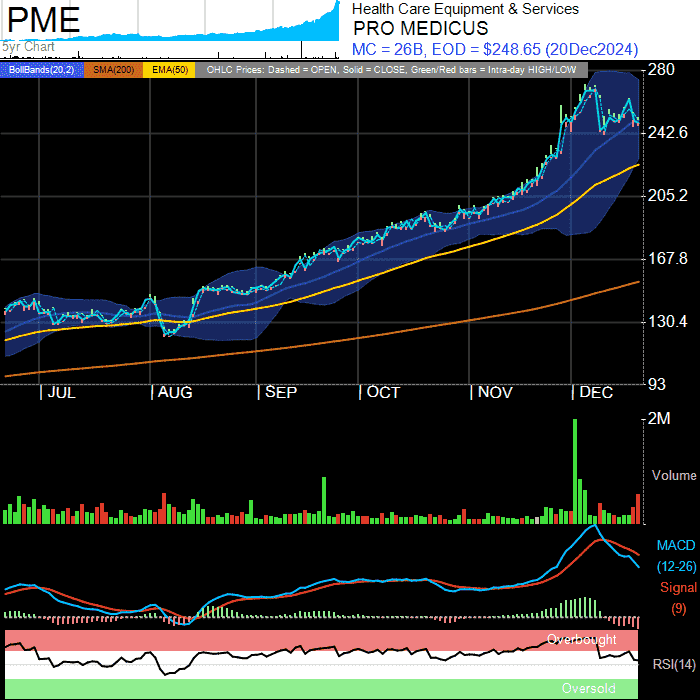 PME
5yr Chart
Health Care Equipment & Services
PRO MEDICUS
MC = 26B, EOD = $248.65 (20Dec2024)
BollBands(20,2) SMA(200) EMA(50) OHLC Prices: Dashed = OPEN, Solid = CLOSE, Green/Red bars = Intra-day HIGH/LOW
280
242.6
205.2
167.8
130.4
93
JUL AUG SEP OCT NOV DEC
2M
Volume
MACD
(12-26)
Signal
(9)
Overbought
RSI(14)
Oversold